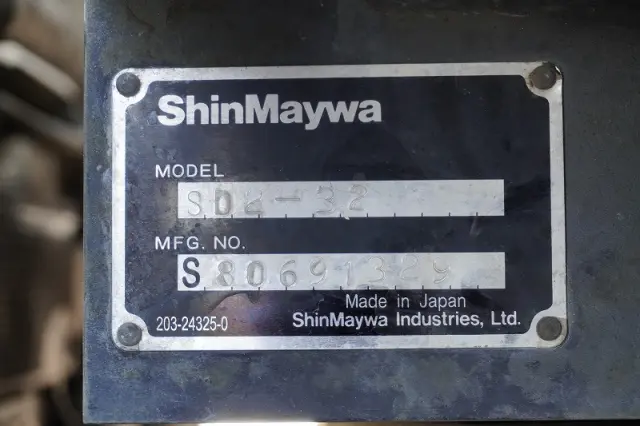 ShinMaywa
MODEL
MFG. NO.
S
Made in Japan
203-24325-0 ShinMaywa Industries, Ltd.